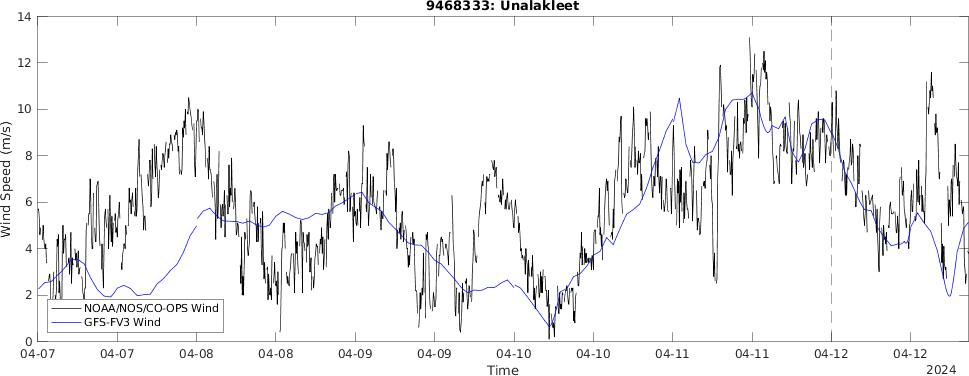 9468333: Unalakleet
14
12
10
8
6
4
2
0
Wind Speed (m/s)
NOAA/NOS/CO-OPS Wind
GFS-FV3 Wind
04-07 04-07 04-08 04-08 04-09 04-09 04-10 04-10 04-11 04-11 04-12 04-12
Time
2024